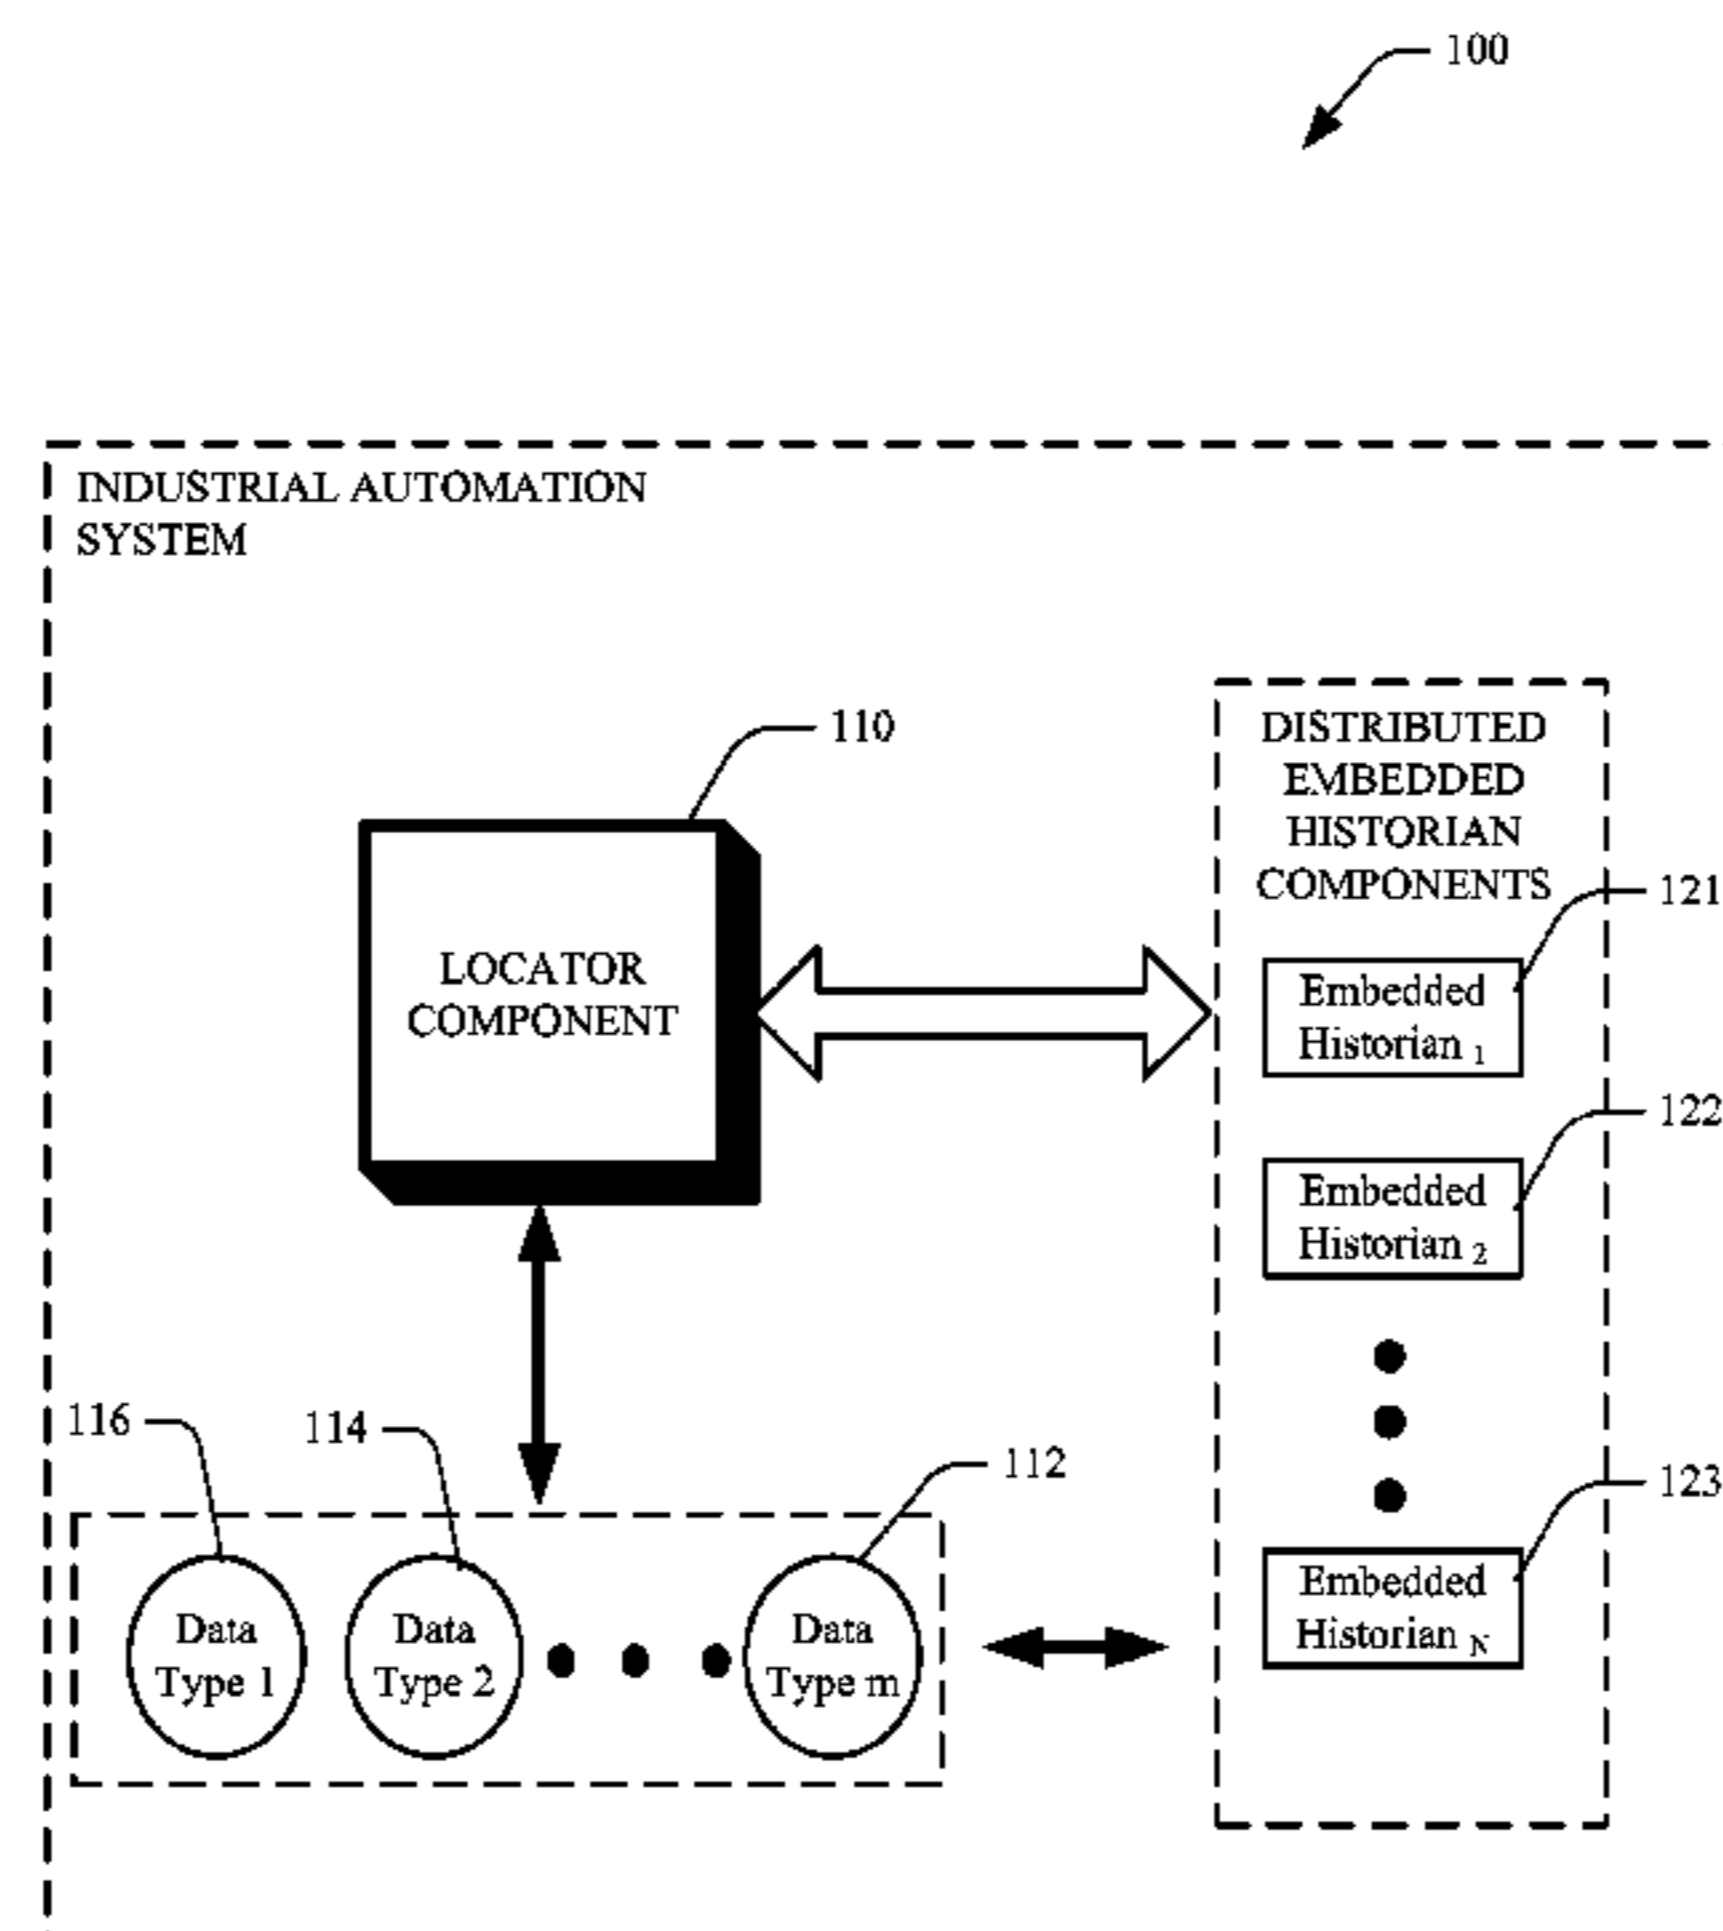 100
INDUSTRIAL AUTOMATION
SYSTEM
110
LOCATOR
COMPONENT
DISTRIBUTED
EMBEDDED
HISTORIAN
COMPONENTS
121
Embedded
Historian 1
122
Embedded
Historian 2
123
Embedded
Historian N
116
114
112
Data
Type 1
Data
Type 2
Data
Type m